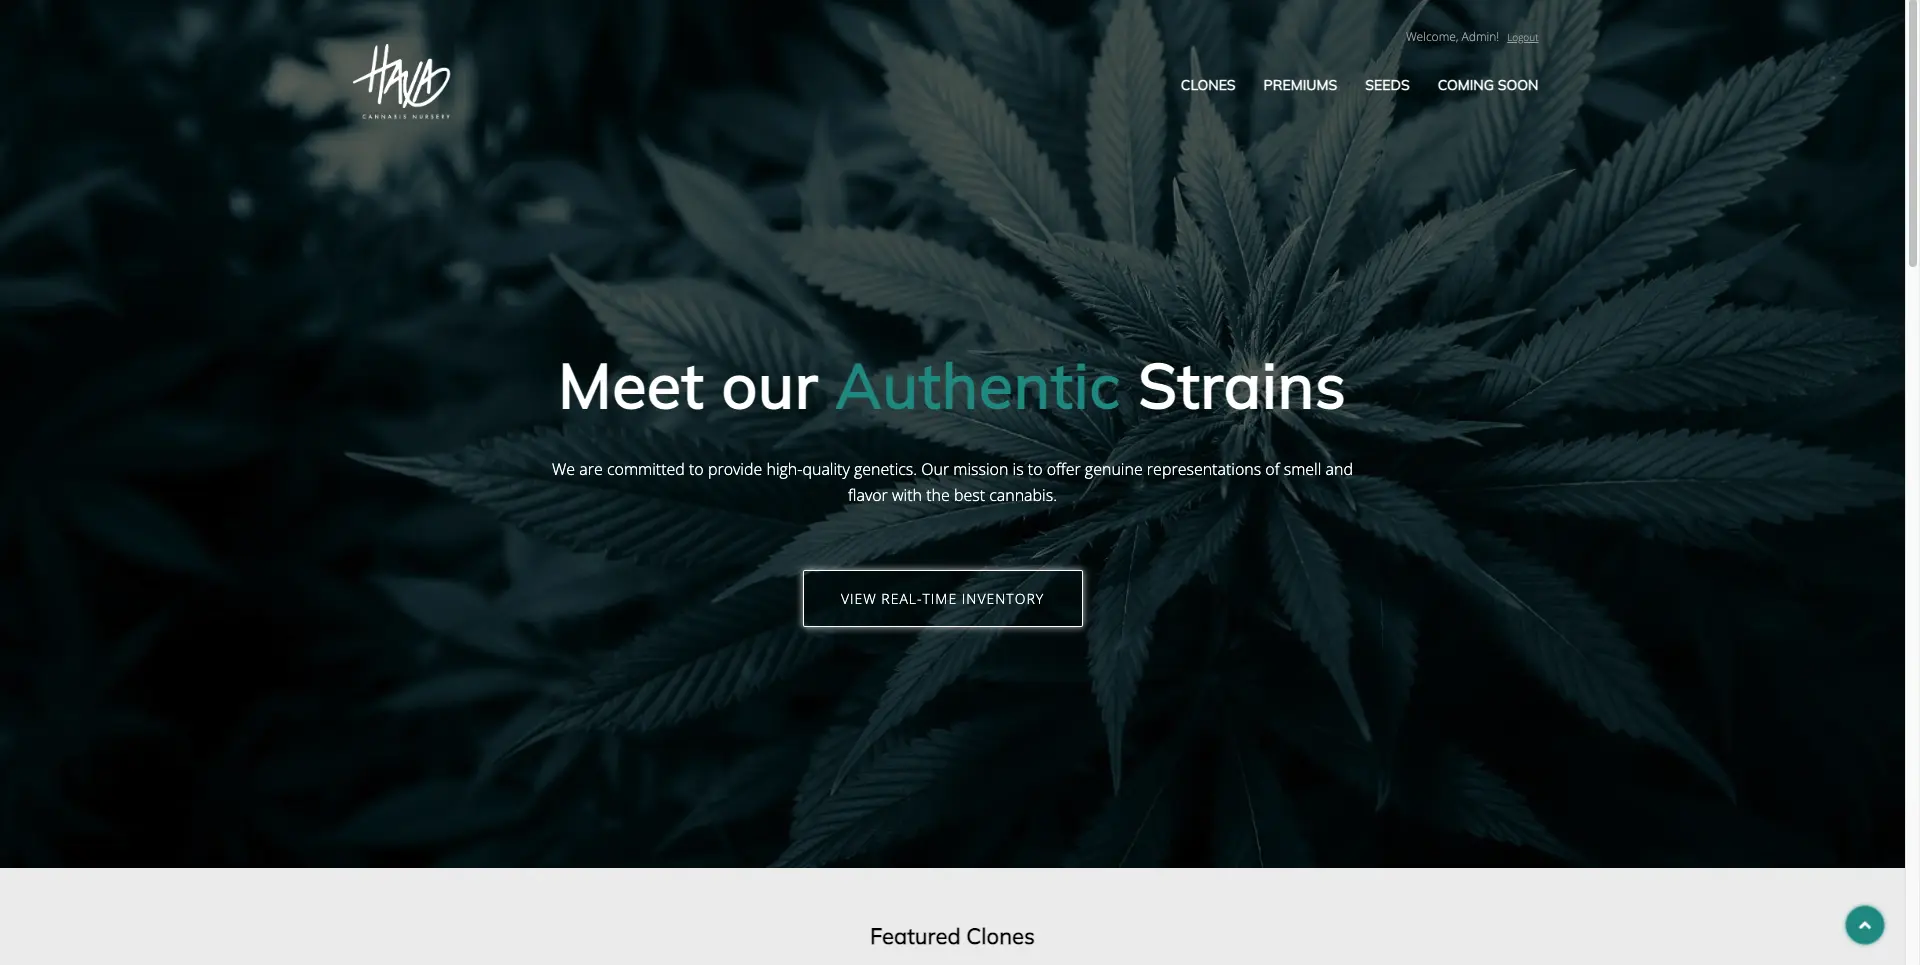 Welcome, Admin! Logout
HAVA
CANNABIS NURSERY
CLONES PREMIUMS SEEDS COMING SOON
Meet our Authentic Strains
We are committed to provide high-quality genetics. Our mission is to offer genuine representations of smell and
flavor with the best cannabis.
VIEW REAL-TIME INVENTORY
Featured Clones